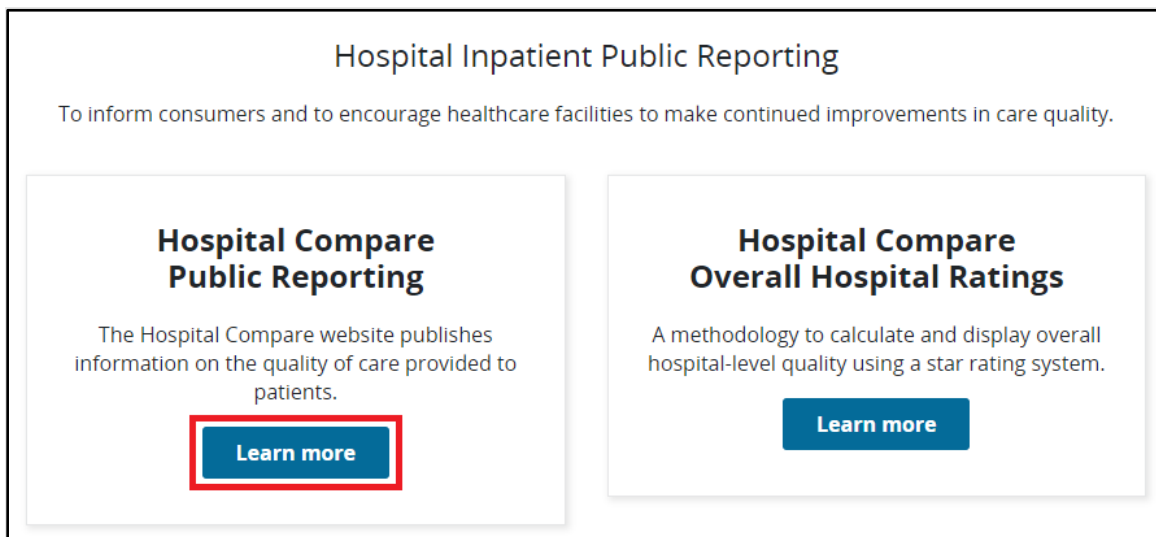 Hospital Inpatient Public Reporting
To inform consumers and to encourage healthcare facilities to make continued improvements in care quality.
Hospital Compare
Public Reporting
The Hospital Compare website publishes
information on the quality of care provided to
patients.
Learn more
Hospital Compare
Overall Hospital Ratings
A methodology to calculate and display overall
hospital-level quality using a star rating system.
Learn more